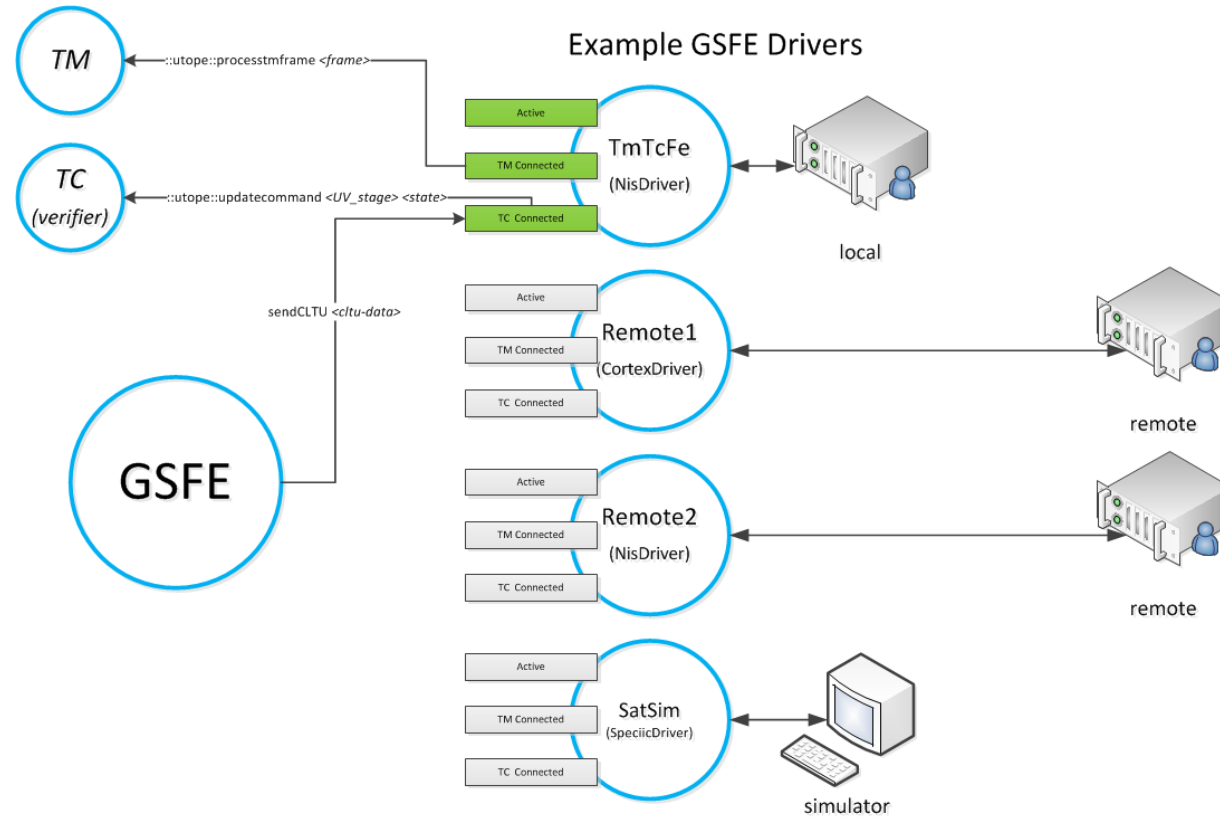 Example GSFE Drivers
TM
::utope::processtmframe <frame>
TC
(verifier)
::utope::updatecommand <UV_stage> <state>
sendCLTU <cltu-data>
GSFE
Active
TM Connected
TC  Connected
TmTcFe
(NisDriver)
local
Active
TM Connected
TC  Connected
Remote1
(CortexDriver)
remote
Active
TM Connected
TC  Connected
Remote2
(NisDriver)
remote
Active
TM Connected
TC  Connected
SatSim
(SpeciicDriver)
simulator